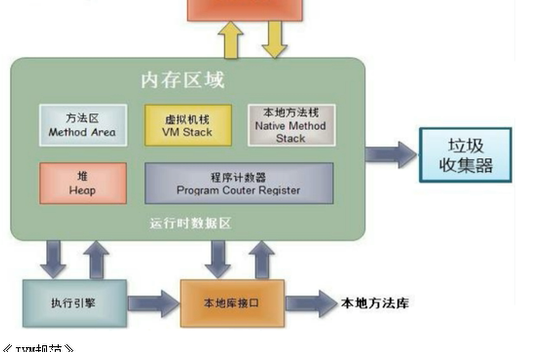 内存区域
方法区
Method Area
虚拟机栈
VM Stack
本地方法栈
Native Method
Stack
堆
Heap
程序计数器
Program Couter Register
运行时数据区
垃圾
收集器
执行引擎
本地库接口
本地方法库
《JVM规范》